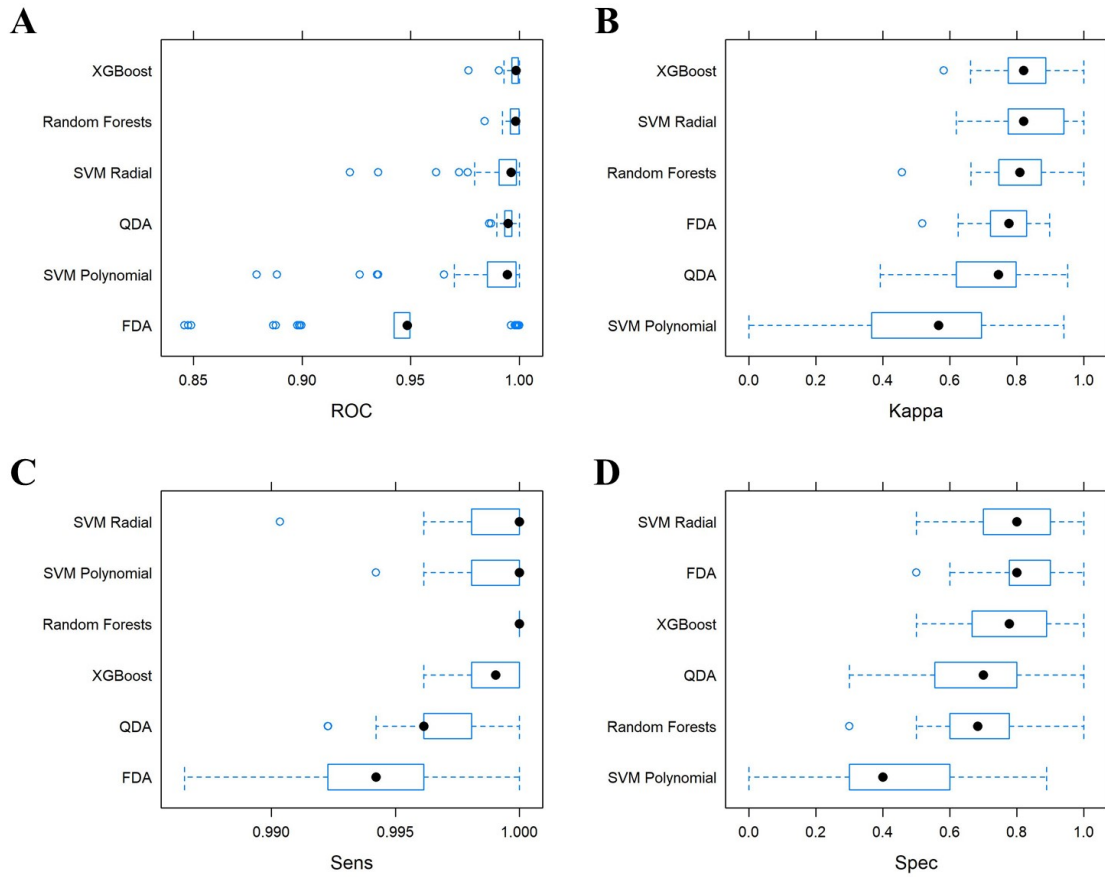 A
XGBoost
Random Forests
SVM Radial
QDA
SVM Polynomial
FDA
0.85 0.90 0.95 1.00
ROC
B
XGBoost
SVM Radial
Random Forests
FDA
QDA
SVM Polynomial
0.0 0.2 0.4 0.6 0.8 1.0
Kappa
C
SVM Radial
SVM Polynomial
Random Forests
XGBoost
QDA
FDA
0.990 0.995 1.000
Sens
D
SVM Radial
FDA
XGBoost
QDA
Random Forests
SVM Polynomial
0.0 0.2 0.4 0.6 0.8 1.0
Spec